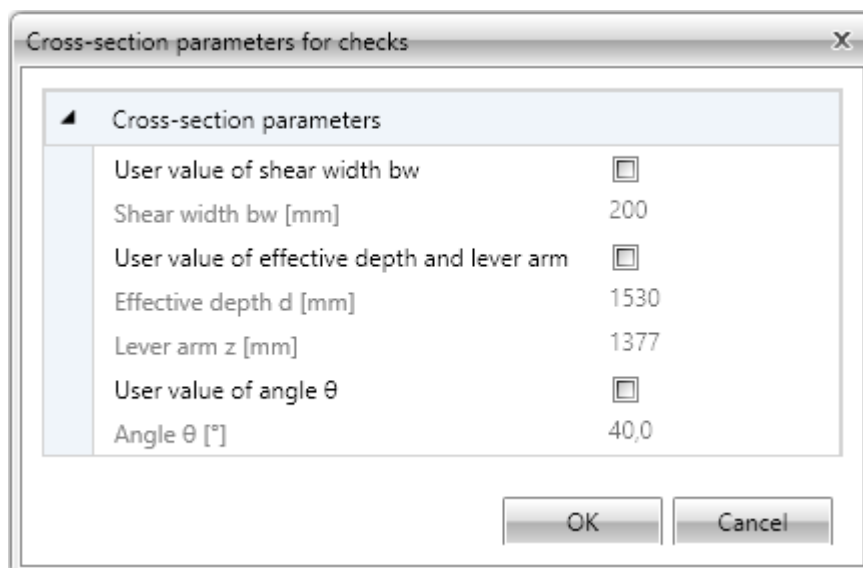 Cross-section parameters for checks
Cross-section parameters
User value of shear width bw
Shear width bw [mm] 200
User value of effective depth and lever arm
Effective depth d [mm] 1530
Lever arm z [mm] 1377
User value of angle θ
Angle θ [°] 40,0
OK Cancel